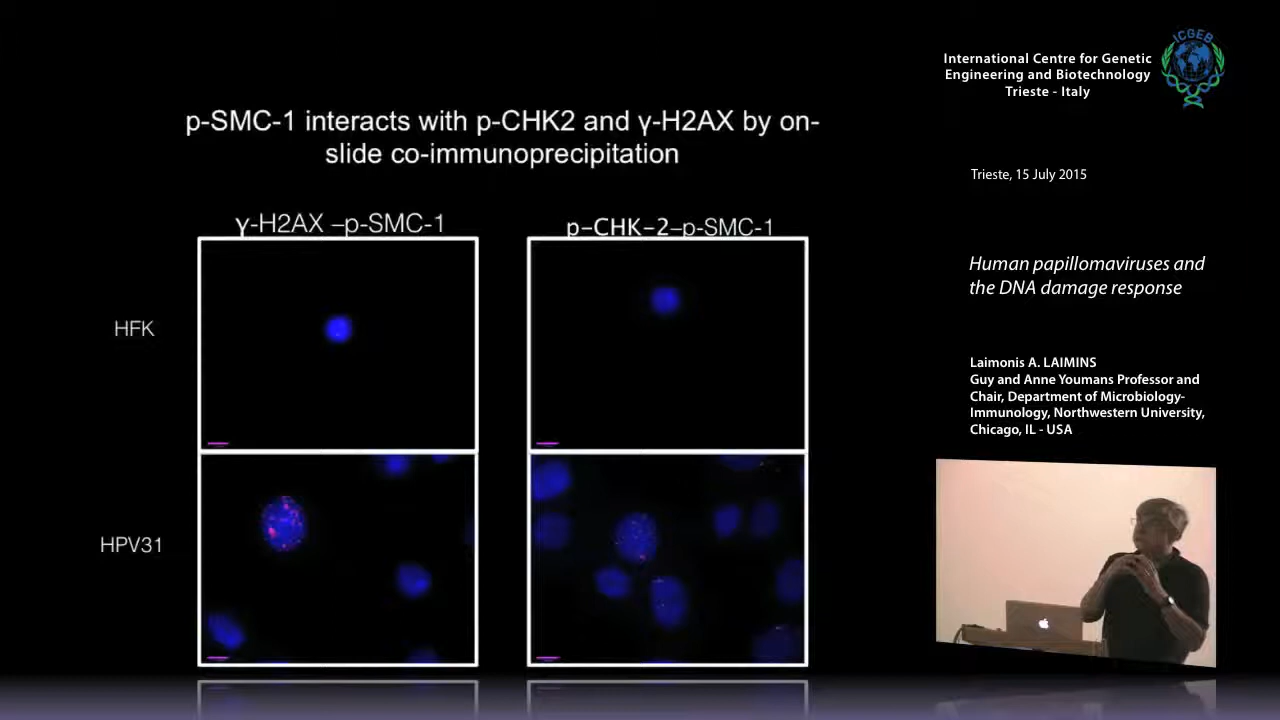 p-SMC-1 interacts with p-CHK2 and γ-H2AX by on-
slide co-immunoprecipitation
γ-H2AX –p-SMC-1
p-CHK-2–p-SMC-1
HFK
HPV31
ICGEB
International Centre for Genetic
Engineering and Biotechnology
Trieste - Italy
Trieste, 15 July 2015
Human papillomaviruses and
the DNA damage response
Laimonis A. LAIMINS
Guy and Anne Youmans Professor and
Chair, Department of Microbiology-
Immunology, Northwestern University,
Chicago, IL - USA